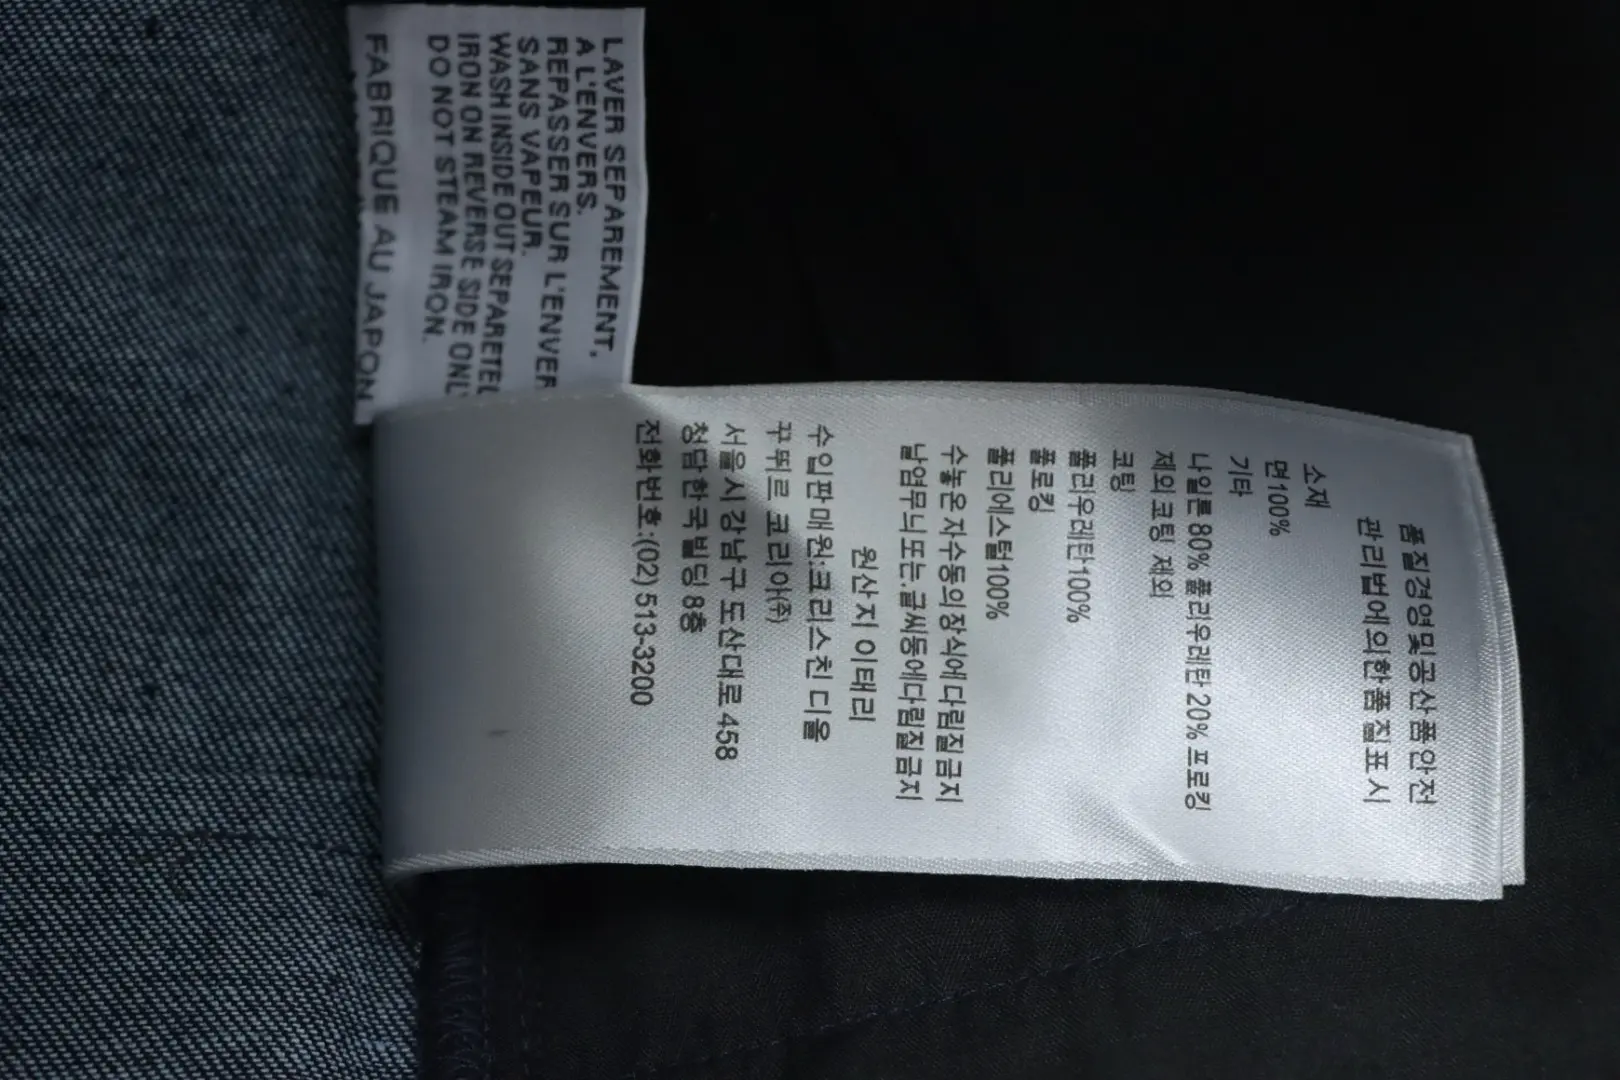 LAVER SEPAREMENT,
A L'ENVERS.
REPASSER SUR L'ENVER
SANS VAPEUR.
WASH INSIDE OUT SEPARETEL
IRON ON REVERSE SIDE ONL
DO NOT STEAM IRON.
FABRIQUE AU JAPON
품질경영및공산품안전
관리법에의한품질표시
소재
면100%
기타
나일론 80% 폴리우레탄 20% 프로킹
제외 코팅 제외
코팅
폴리우레탄100%
플로킹
폴리에스털100%
수놓은 자수등의장식에다림질금지
날염무늬또는.글씨등에다림질금지
원산지 이태리
수입판매원:크리스찬 디올
꾸뛰르 코리아(주)
서울시 강남구 도산대로 458
청담한국빌딩 8층
전화번호:(02) 513-3200